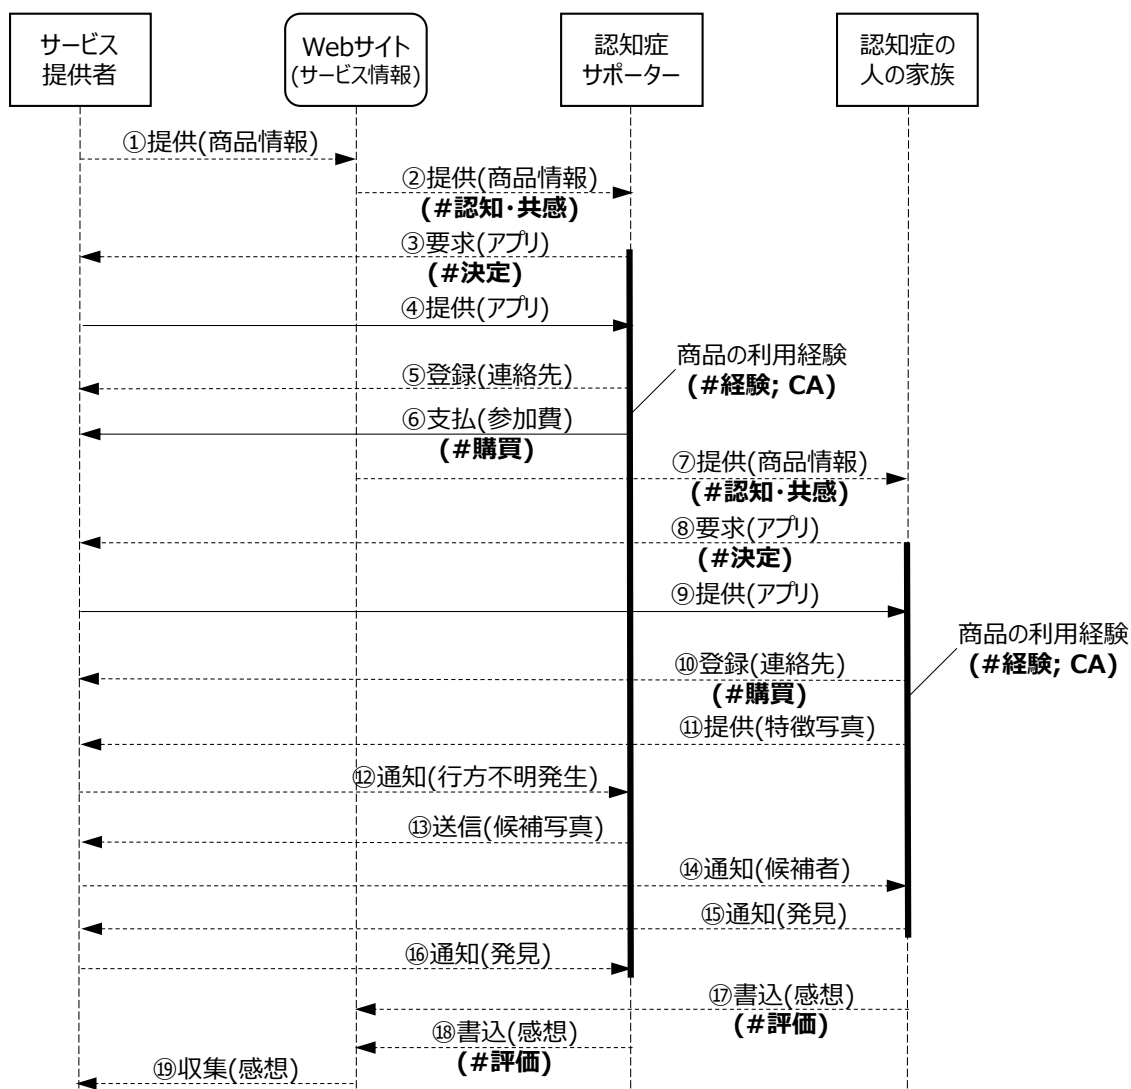 サービス
提供者
Webサイト
(サービス情報)
認知症
サポーター
認知症の
人の家族
①提供(商品情報)
②提供(商品情報)
(#認知･共感)
③要求(アプリ)
(#決定)
④提供(アプリ)
商品の利用経験
(#経験; CA)
⑤登録(連絡先)
⑥支払(参加費)
(#購買)
⑦提供(商品情報)
(#認知･共感)
⑧要求(アプリ)
(#決定)
⑨提供(アプリ)
商品の利用経験
(#経験; CA)
⑩登録(連絡先)
(#購買)
⑪提供(特徴写真)
⑫通知(行方不明発生)
⑬送信(候補写真)
⑭通知(候補者)
⑮通知(発見)
⑯通知(発見)
⑰書込(感想)
(#評価)
⑱書込(感想)
(#評価)
⑲収集(感想)